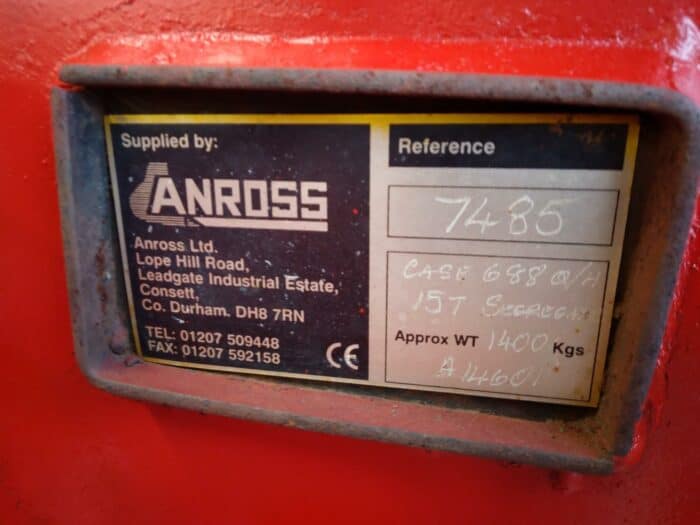 Supplied by:
ANROSS
Anross Ltd.
Lope Hill Road,
Leadgate Industrial Estate,
Consett,
Co. Durham. DH8 7RN
TEL: 01207 509448
FAX: 01207 592158
CE
Reference
7485
CASE 688 Q/H
15T
Approx WT 1400 Kgs
A14601